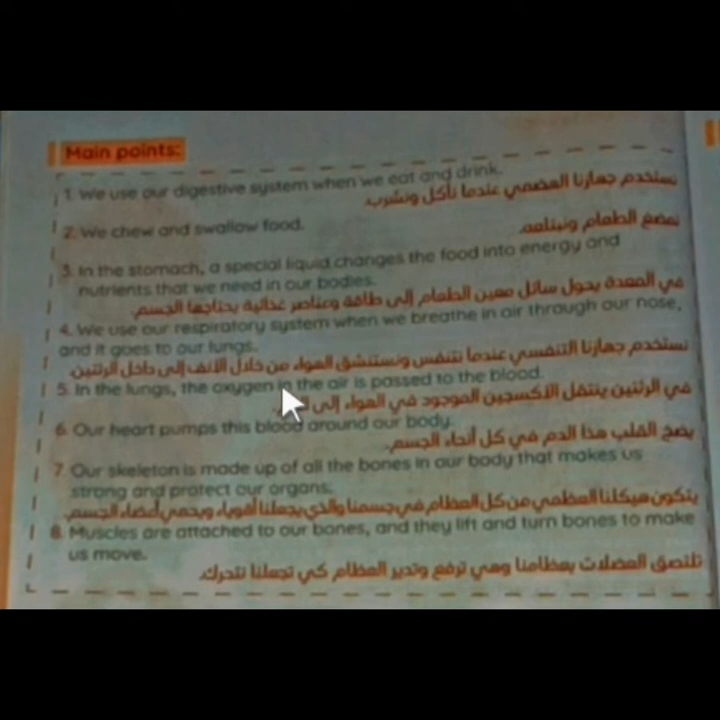 Main points:
1. We use our digestive system when we eat and drink.
نستخدم جهازنا الهضمي عندما نأكل ونشرب.
2. We chew and swallow food.
نمضغ الطعام ونبتلعه.
3. In the stomach, a special liquid changes the food into energy and
nutrients that we need in our bodies.
في المعدة يحول سائل معين الطعام إلى طاقة وعناصر غذائية يحتاجها الجسم.
4. We use our respiratory system when we breathe in air through our nose,
and it goes to our lungs.
نستخدم جهازنا التنفسي عندما نتنفس ونستنشق الهواء من خلال الأنف إلى داخل الرئتين.
5. In the lungs, the oxygen in the air is passed to the blood.
في الرئتين ينتقل الأكسجين الموجود في الهواء إلى
6. Our heart pumps this blood around our body.
يضخ القلب هذا الدم في كل أنحاء الجسم.
7. Our skeleton is made up of all the bones in our body that makes us
strong and protect our organs.
يتكون هيكلنا العظمي من كل العظام في جسمنا والذي يجعلنا أقوياء ويحمي أعضاء الجسم.
8. Muscles are attached to our bones, and they lift and turn bones to make
us move.
تلتصق العضلات بعظامنا وهي ترفع وتدير العظام كي تجعلنا نتحرك.